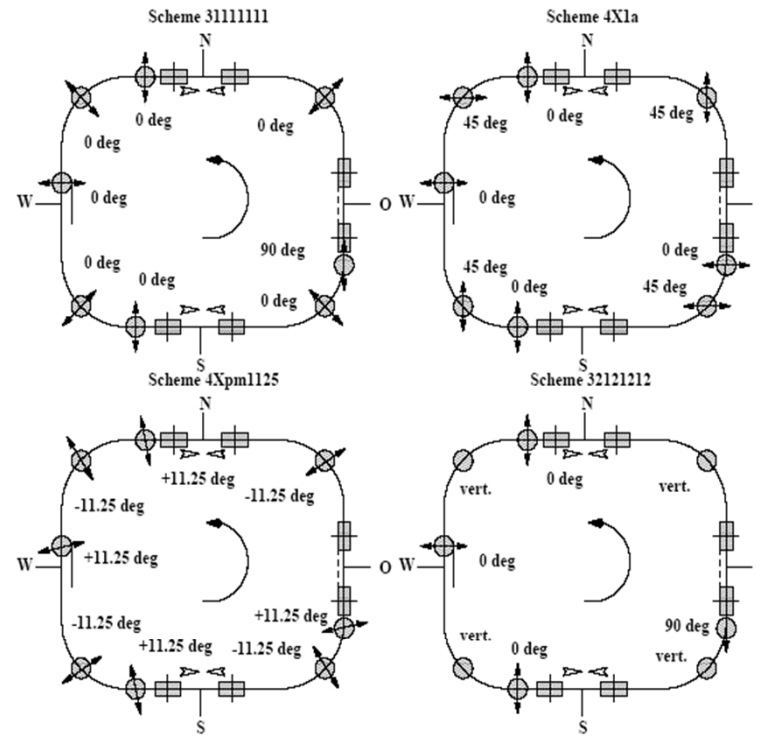 Scheme 31111111
N
0 deg
0 deg
0 deg
W
0 deg
O
90 deg
0 deg
0 deg
0 deg
S
Scheme 4X1a
N
0 deg
45 deg
45 deg
W
0 deg
0 deg
45 deg
0 deg
45 deg
S
Scheme 4Xpm1125
N
+11.25 deg
-11.25 deg
-11.25 deg
+11.25 deg
W
O
-11.25 deg
+11.25 deg
+11.25 deg
-11.25 deg
S
Scheme 32121212
N
0 deg
vert.
vert.
W
0 deg
90 deg
vert.
0 deg
vert.
S